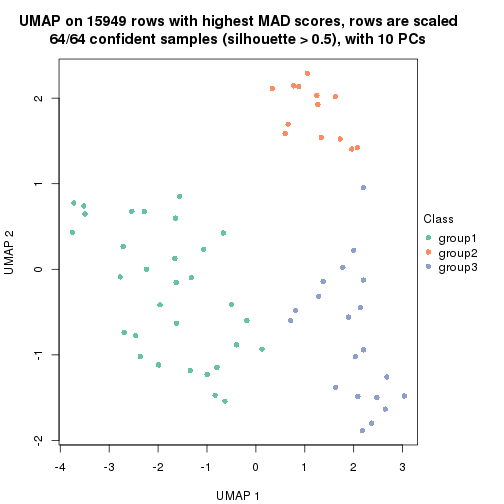 UMAP on 15949 rows with highest MAD scores, rows are scaled
64/64 confident samples (silhouette > 0.5), with 10 PCs
2
1
0
-1
-2
UMAP 2
-4
-3
-2
-1
0
1
2
3
UMAP 1
Class
group1
group2
group3